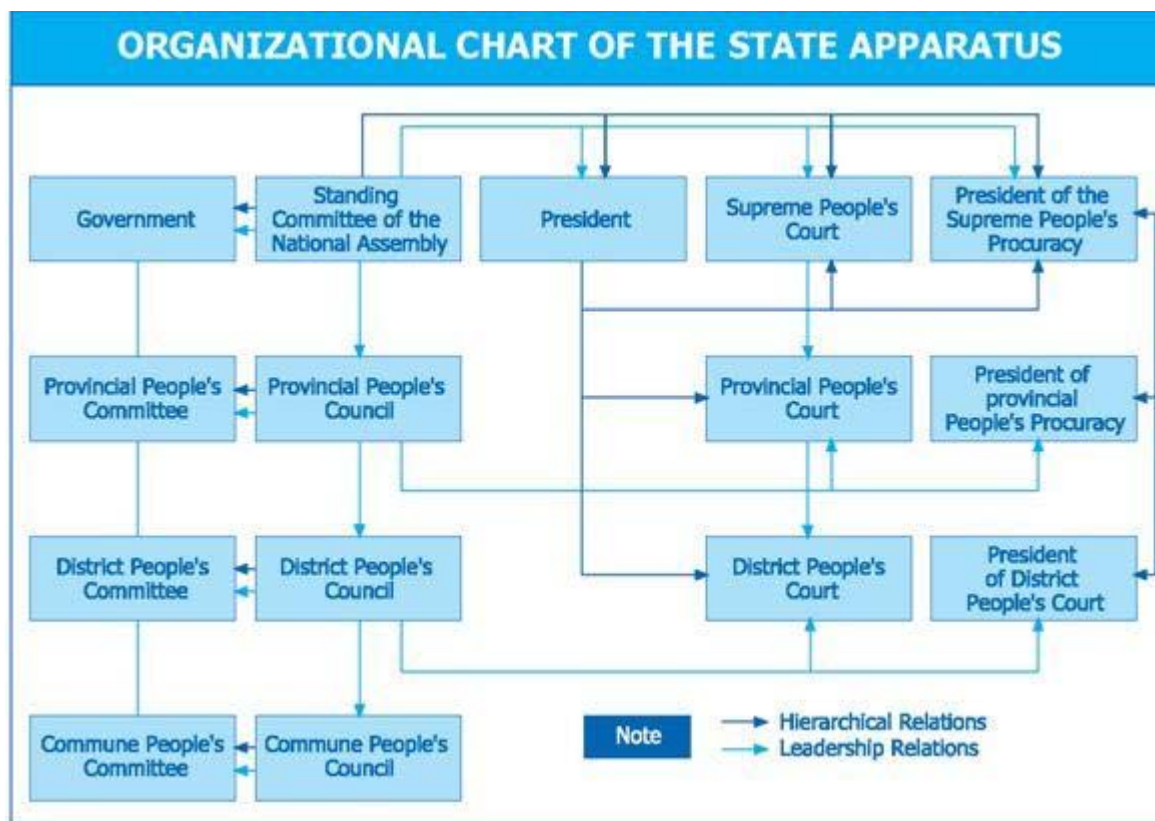 ORGANIZATIONAL CHART OF THE STATE APPARATUS
Government
Standing
Committee of the
National Assembly
President
Supreme People's
Court
President of the
Supreme People's
Procuracy
Provincial People's
Committee
Provincial People's
Council
Provincial People's
Court
President of
provincial
People's Procuracy
District People's
Committee
District People's
Council
District People's
Court
President
of District
People's Court
Commune People's
Committee
Commune People's
Council
Note
Hierarchical Relations
Leadership Relations